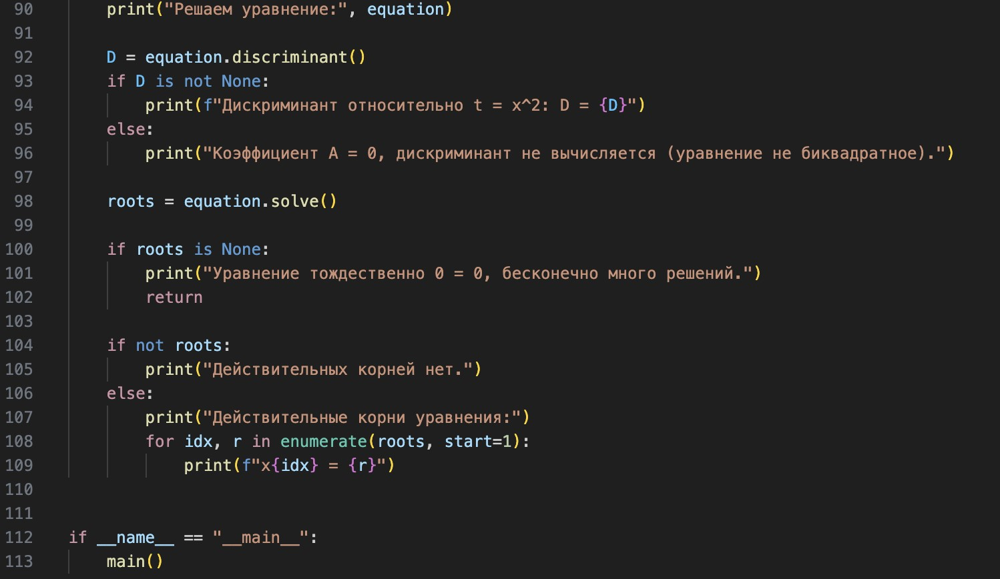 90 print("Решаем уравнение:", equation)
91
92 D = equation.discriminant()
93 if D is not None:
94 print(f"Дискриминант относительно t = x^2: D = {D}")
95 else:
96 print("Коэффициент A = 0, дискриминант не вычисляется (уравнение не биквадратное).")
97
98 roots = equation.solve()
99
100 if roots is None:
101 print("Уравнение тождественно 0 = 0, бесконечно много решений.")
102 return
103
104 if not roots:
105 print("Действительных корней нет.")
106 else:
107 print("Действительные корни уравнения:")
108 for idx, r in enumerate(roots, start=1):
109 print(f"x{idx} = {r}")
110
111
112 if __name__ == "__main__":
113 main()